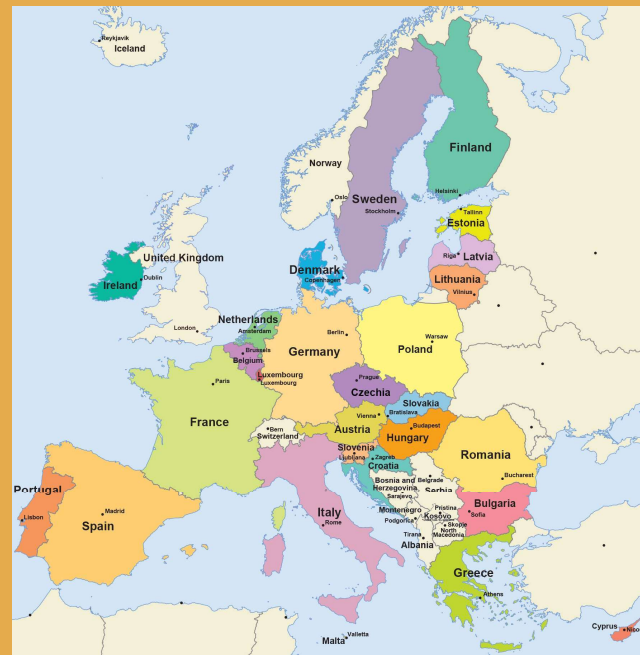 Reykjavik
Iceland
Norway
Finland
Sweden
Oslo
Helsinki
Stockholm
Tallinn
Estonia
Riga
Latvia
United Kingdom
Denmark
Copenhagen
Dublin
Ireland
Lithuania
Vilnius
London
Netherlands
Amsterdam
Berlin
Warsaw
Germany
Poland
Brussels
Belgium
Luxembourg
Luxembourg
Paris
Prague
Czechia
France
Slovakia
Vienna
Bratislava
Austria
Budapest
Hungary
Bern
Switzerland
Slovenia
Ljubljana
Zagreb
Croatia
Romania
Bucharest
Bosnia and
Herzegovina
Sarajevo
Belgrade
Serbia
Portugal
Lisbon
Madrid
Spain
Italy
Rome
Montenegro
Podgorica
Pristina
Kosovo
Bulgaria
Sofia
Skopje
North
Macedonia
Tirana
Albania
Greece
Athens
Cyprus
Nico
Malta
Valletta